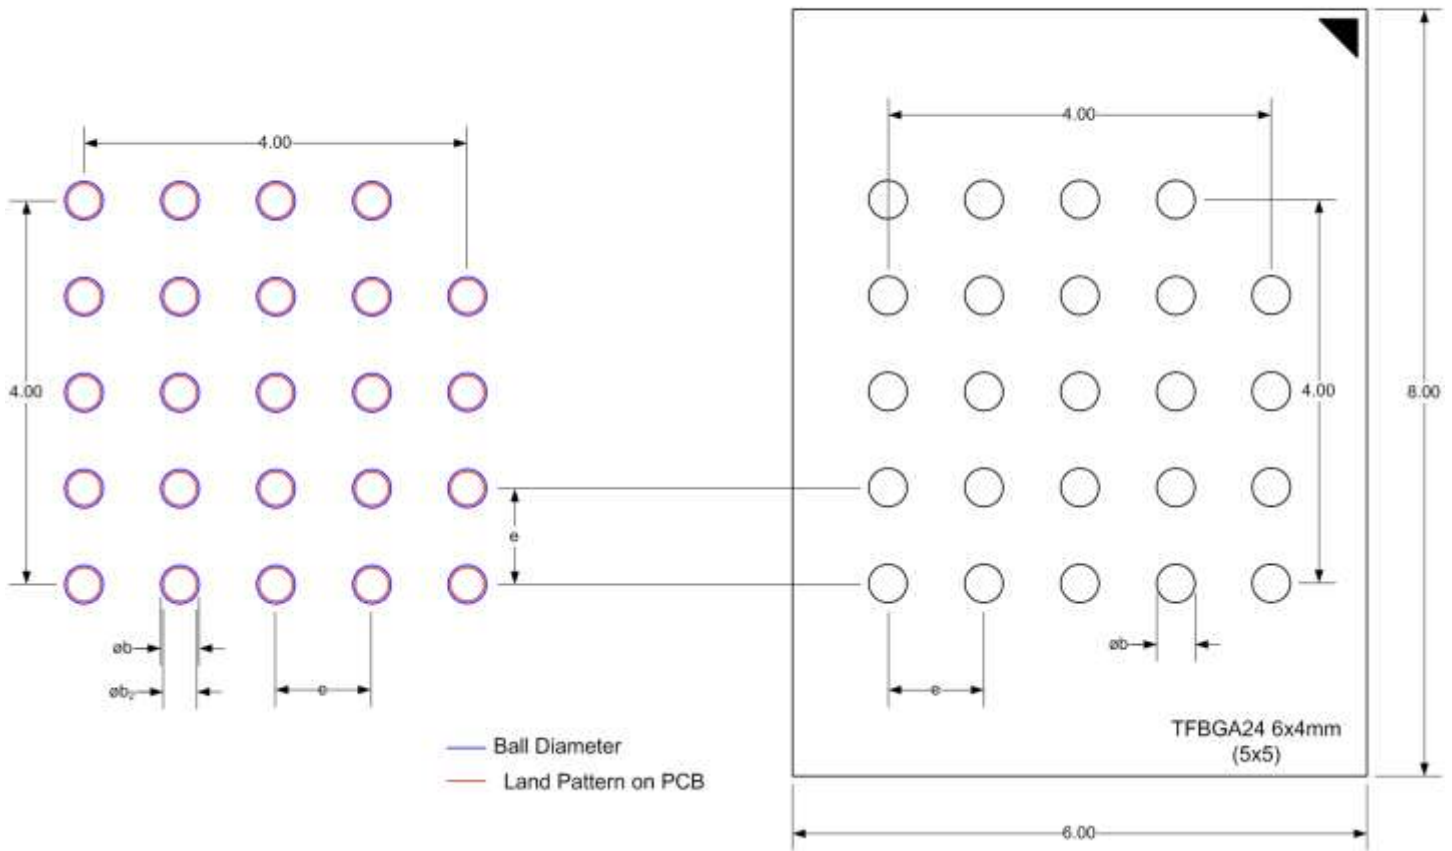 4.00
4.00
4.00
4.00
8.00
e
øb
øb
øb₂
e
e
TFBGA24 6x4mm
(5x5)
Ball Diameter
Land Pattern on PCB
6.00